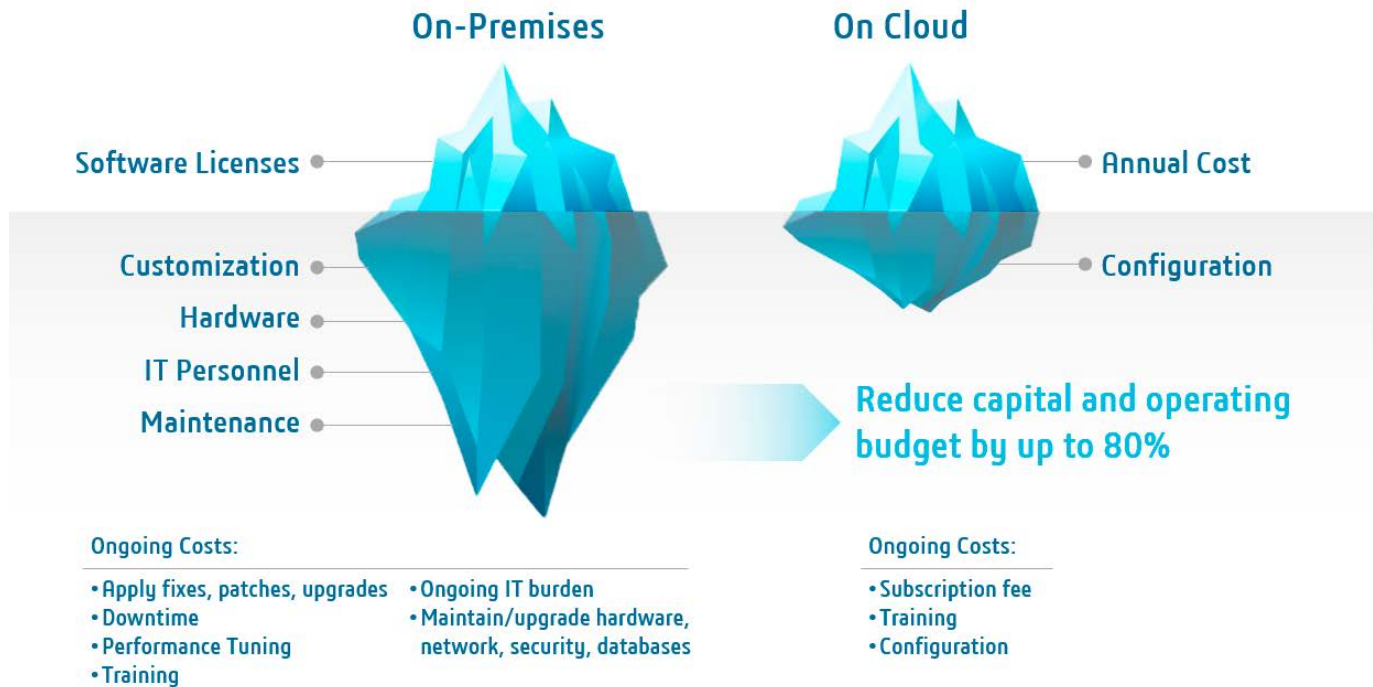 On-Premises
On Cloud
Software Licenses
Annual Cost
Customization
Configuration
Hardware
IT Personnel
Maintenance
Reduce capital and operating
budget by up to 80%
Ongoing Costs:
• Apply fixes, patches, upgrades
• Downtime
• Performance Tuning
• Training
• Ongoing IT burden
• Maintain/upgrade hardware,
network, security, databases
Ongoing Costs:
• Subscription fee
• Training
• Configuration